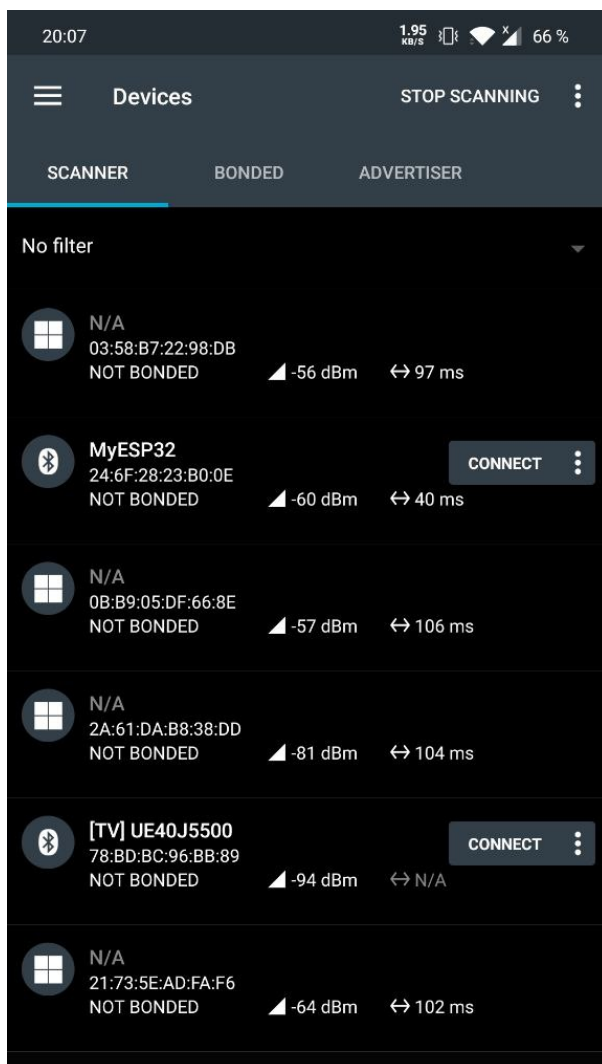 20:07 1.95 KB/S X 66 %
Devices STOP SCANNING
SCANNER BONDED ADVERTISER
No filter
N/A
03:58:B7:22:98:DB
NOT BONDED -56 dBm 97 ms
MyESP32 CONNECT
24:6F:28:23:B0:0E
NOT BONDED -60 dBm 40 ms
N/A
0B:B9:05:DF:66:8E
NOT BONDED -57 dBm 106 ms
N/A
2A:61:DA:B8:38:DD
NOT BONDED -81 dBm 104 ms
[TV] UE40J5500 CONNECT
78:BD:BC:96:BB:89
NOT BONDED -94 dBm N/A
N/A
21:73:5E:AD:FA:F6
NOT BONDED -64 dBm 102 ms